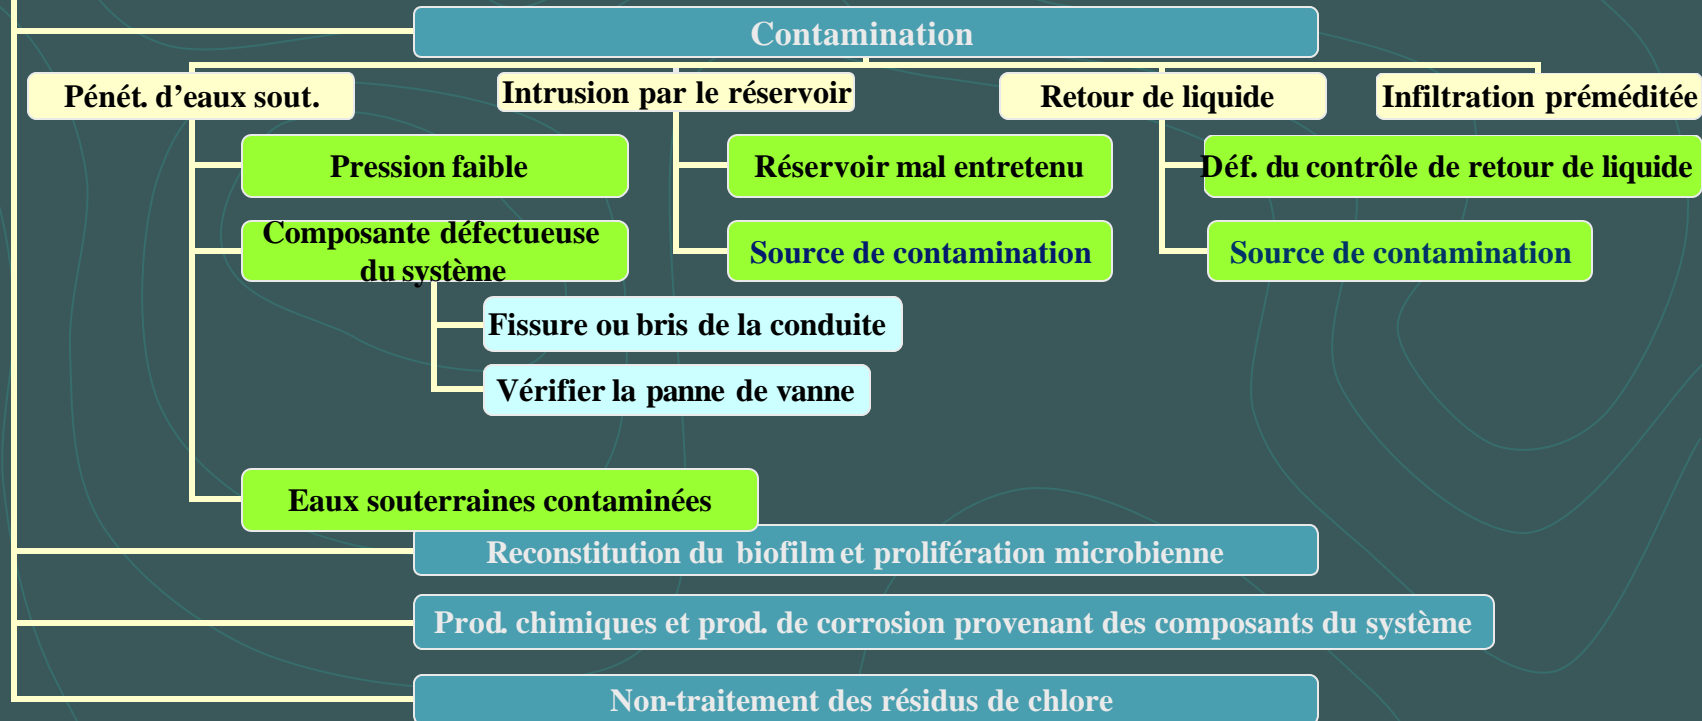 Contamination
Pénét. d’eaux sout.
Intrusion par le réservoir
Retour de liquide
Infiltration préméditée
Pression faible
Réservoir mal entretenu
Déf. du contrôle de retour de liquide
Composante défectueuse
du système
Source de contamination
Source de contamination
Fissure ou bris de la conduite
Vérifier la panne de vanne
Eaux souterraines contaminées
Reconstitution du biofilm et prolifération microbienne
Prod. chimiques et prod. de corrosion provenant des composants du système
Non-traitement des résidus de chlore